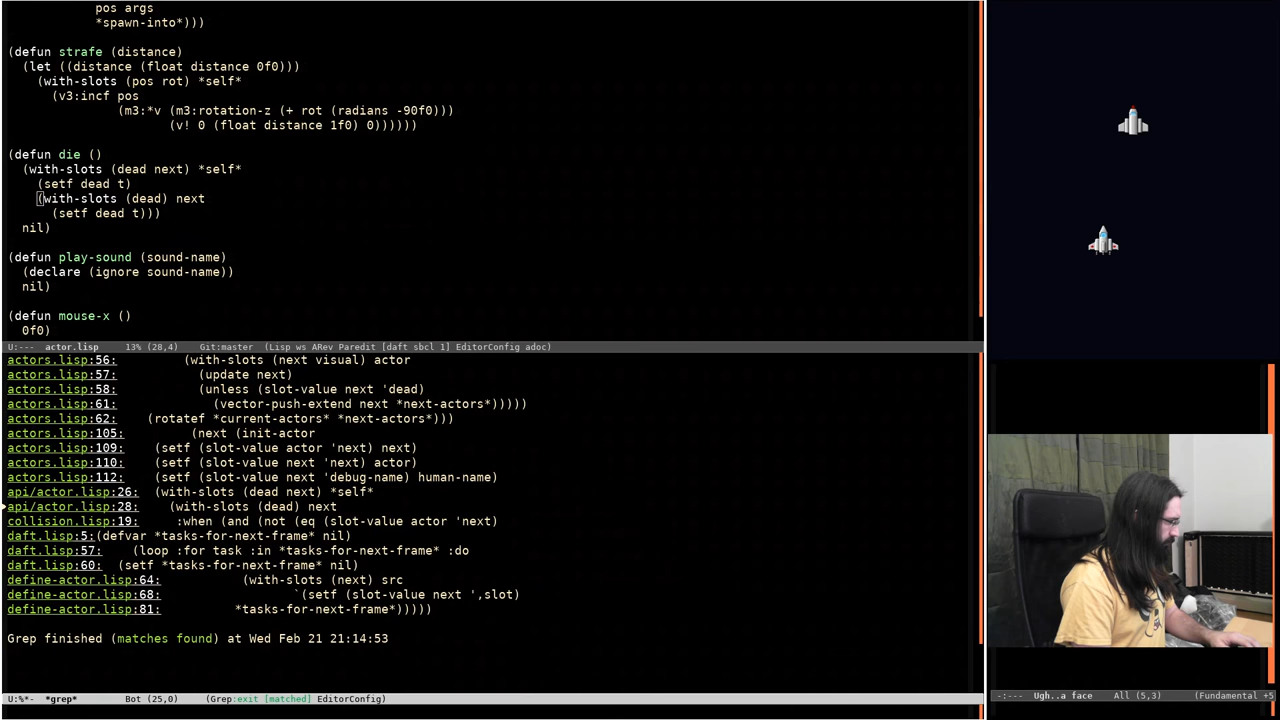 pos args
            *spawn-into*)))

(defun strafe (distance)
  (let ((distance (float distance 0f0)))
    (with-slots (pos rot) *self*
      (v3:incf pos
               (m3:*v (m3:rotation-z (+ rot (radians -90f0)))
                      (v! 0 (float distance 1f0) 0))))))

(defun die ()
  (with-slots (dead next) *self*
    (setf dead t)
    (with-slots (dead) next
      (setf dead t)))
  nil)

(defun play-sound (sound-name)
  (declare (ignore sound-name))
  nil)

(defun mouse-x ()
  0f0)
U:---  actor.lisp     13% (28,4)    Git:master  (Lisp ws ARev Paredit [daft sbcl 1] EditorConfig adoc)
actors.lisp:56:         (with-slots (next visual) actor
actors.lisp:57:           (update next)
actors.lisp:58:           (unless (slot-value next 'dead)
actors.lisp:61:             (vector-push-extend next *next-actors*)))))
actors.lisp:62:    (rotatef *current-actors* *next-actors*)))
actors.lisp:105:         (next (init-actor
actors.lisp:109:    (setf (slot-value actor 'next) next)
actors.lisp:110:    (setf (slot-value next 'next) actor)
actors.lisp:112:    (setf (slot-value next 'debug-name) human-name)
api/actor.lisp:26:  (with-slots (dead next) *self*
api/actor.lisp:28:    (with-slots (dead) next
collision.lisp:19:     :when (and (not (eq (slot-value actor 'next)
daft.lisp:5:(defvar *tasks-for-next-frame* nil)
daft.lisp:57:    (loop :for task :in *tasks-for-next-frame* :do
daft.lisp:60:  (setf *tasks-for-next-frame* nil)
define-actor.lisp:64:           (with-slots (next) src
define-actor.lisp:68:                  `(setf (slot-value next ',slot)
define-actor.lisp:81:          *tasks-for-next-frame*)))))

Grep finished (matches found) at Wed Feb 21 21:14:53
U:%*-  *grep*       Bot (25,0)    (Grep:exit [matched] EditorConfig)
-:---  Ugh..a face   All (5,3)     (Fundamental +5